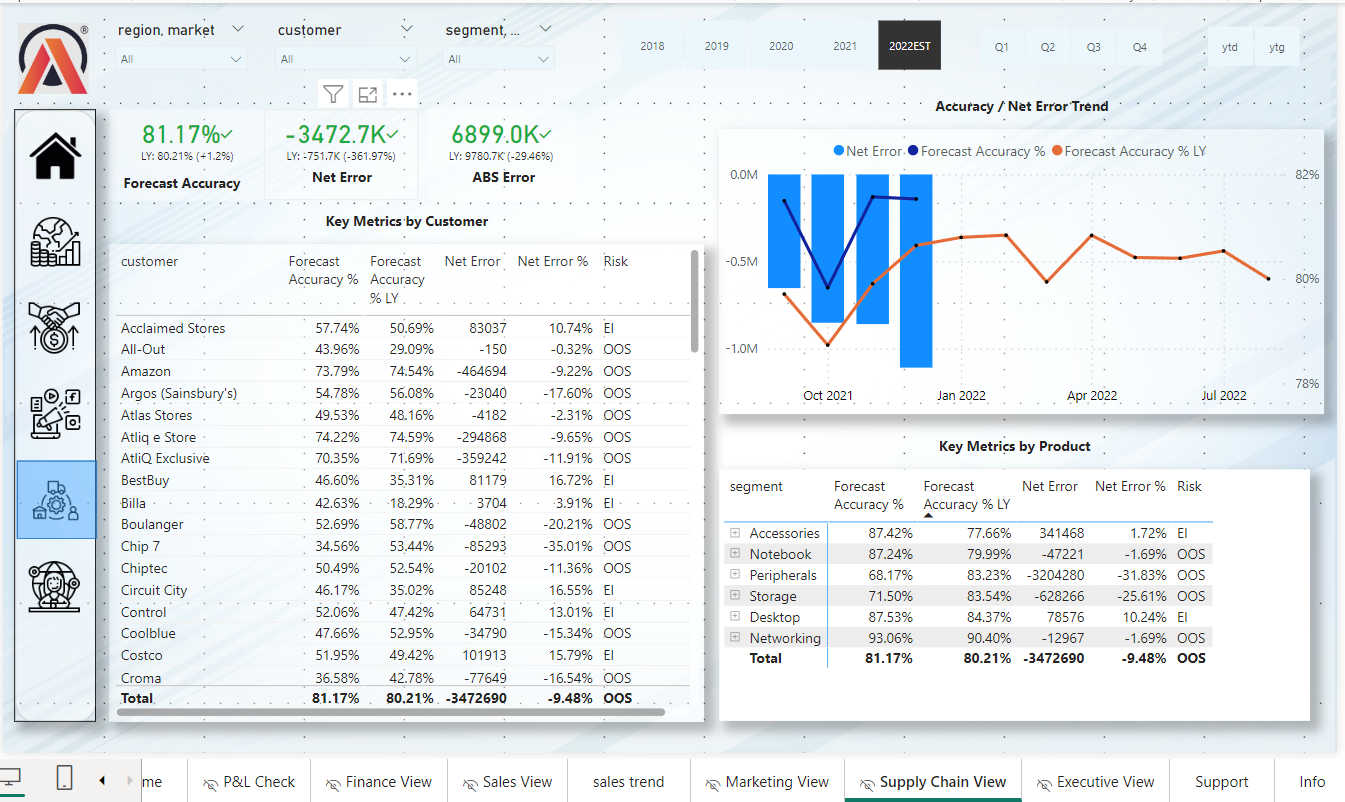 region, market
customer
segment, ...
All
All
All
2018 2019 2020 2021 2022EST
Q1 Q2 Q3 Q4
ytd ytg
81.17%
LY: 80.21% (+1.2%)
Forecast Accuracy
-3472.7K
LY: -751.7K (-361.97%)
Net Error
6899.0K
LY: 9780.7K (-29.46%)
ABS Error
Key Metrics by Customer
customer Forecast Accuracy % Forecast Accuracy % LY Net Error Net Error % Risk
Acclaimed Stores 57.74% 50.69% 83037 10.74% EI
All-Out 43.96% 29.09% -150 -0.32% OOS
Amazon 73.79% 74.54% -464694 -9.22% OOS
Argos (Sainsbury's) 54.78% 56.08% -23040 -17.60% OOS
Atlas Stores 49.53% 48.16% -4182 -2.31% OOS
Atliq e Store 74.22% 74.59% -294868 -9.65% OOS
AtliQ Exclusive 70.35% 71.69% -359242 -11.91% OOS
BestBuy 46.60% 35.31% 81179 16.72% EI
Billa 42.63% 18.29% 3704 3.91% EI
Boulanger 52.69% 58.77% -48802 -20.21% OOS
Chip 7 34.56% 53.44% -85293 -35.01% OOS
Chiptec 50.49% 52.54% -20102 -11.36% OOS
Circuit City 46.17% 35.02% 85248 16.55% EI
Control 52.06% 47.42% 64731 13.01% EI
Coolblue 47.66% 52.95% -34790 -15.34% OOS
Costco 51.95% 49.42% 101913 15.79% EI
Croma 36.58% 42.78% -77649 -16.54% OOS
Total 81.17% 80.21% -3472690 -9.48% OOS
Accuracy / Net Error Trend
Net Error Forecast Accuracy % Forecast Accuracy % LY
0.0M 82%
-0.5M 80%
-1.0M 78%
Oct 2021 Jan 2022 Apr 2022 Jul 2022
Key Metrics by Product
segment Forecast Accuracy % Forecast Accuracy % LY Net Error Net Error % Risk
Accessories 87.42% 77.66% 341468 1.72% EI
Notebook 87.24% 79.99% -47221 -1.69% OOS
Peripherals 68.17% 83.23% -3204280 -31.83% OOS
Storage 71.50% 83.54% -628266 -25.61% OOS
Desktop 87.53% 84.37% 78576 10.24% EI
Networking 93.06% 90.40% -12967 -1.69% OOS
Total 81.17% 80.21% -3472690 -9.48% OOS
me P&L Check Finance View Sales View sales trend Marketing View Supply Chain View Executive View Support Info